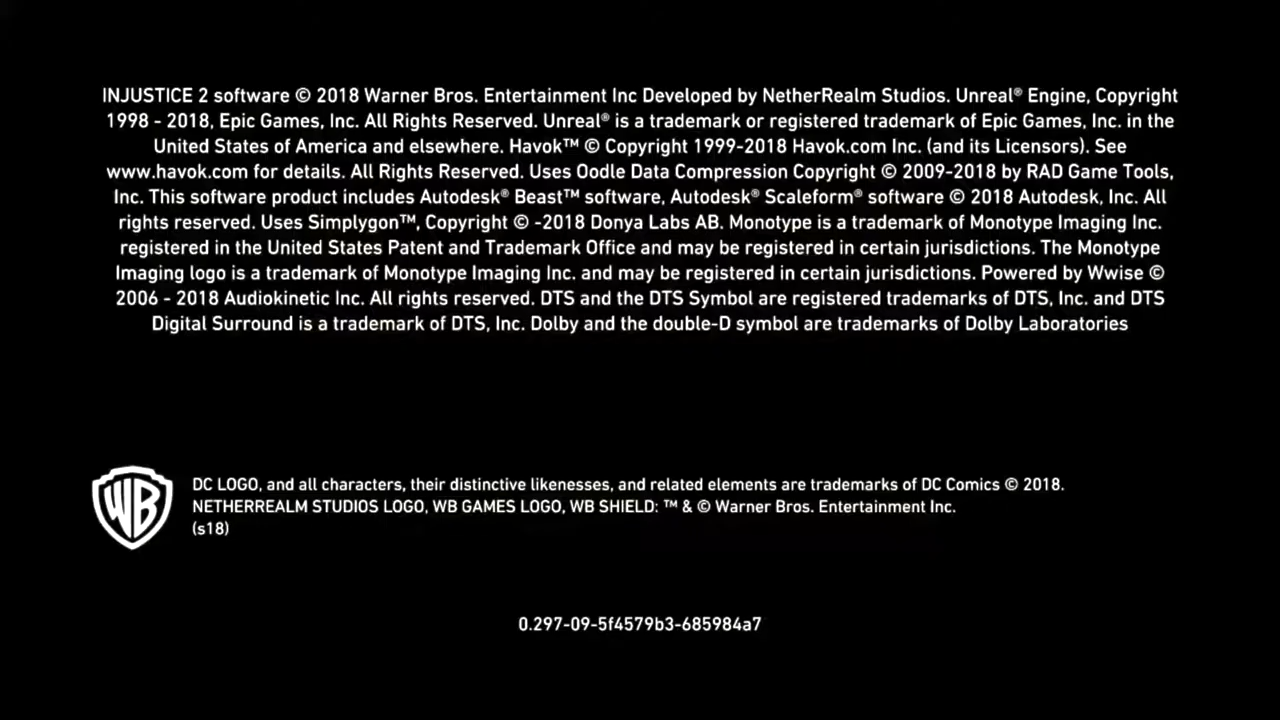 INJUSTICE 2 software © 2018 Warner Bros. Entertainment Inc Developed by NetherRealm Studios. Unreal® Engine, Copyright
1998 - 2018, Epic Games, Inc. All Rights Reserved. Unreal® is a trademark or registered trademark of Epic Games, Inc. in the
United States of America and elsewhere. Havok™ © Copyright 1999-2018 Havok.com Inc. (and its Licensors). See
www.havok.com for details. All Rights Reserved. Uses Oodle Data Compression Copyright © 2009-2018 by RAD Game Tools,
Inc. This software product includes Autodesk® Beast™ software, Autodesk® Scaleform® software © 2018 Autodesk, Inc. All
rights reserved. Uses Simplygon™, Copyright © -2018 Donya Labs AB. Monotype is a trademark of Monotype Imaging Inc.
registered in the United States Patent and Trademark Office and may be registered in certain jurisdictions. The Monotype
Imaging logo is a trademark of Monotype Imaging Inc. and may be registered in certain jurisdictions. Powered by Wwise ©
2006 - 2018 Audiokinetic Inc. All rights reserved. DTS and the DTS Symbol are registered trademarks of DTS, Inc. and DTS
Digital Surround is a trademark of DTS, Inc. Dolby and the double-D symbol are trademarks of Dolby Laboratories
WB
DC LOGO, and all characters, their distinctive likenesses, and related elements are trademarks of DC Comics © 2018.
NETHERREALM STUDIOS LOGO, WB GAMES LOGO, WB SHIELD: ™ & © Warner Bros. Entertainment Inc.
(s18)
0.297-09-5f4579b3-685984a7